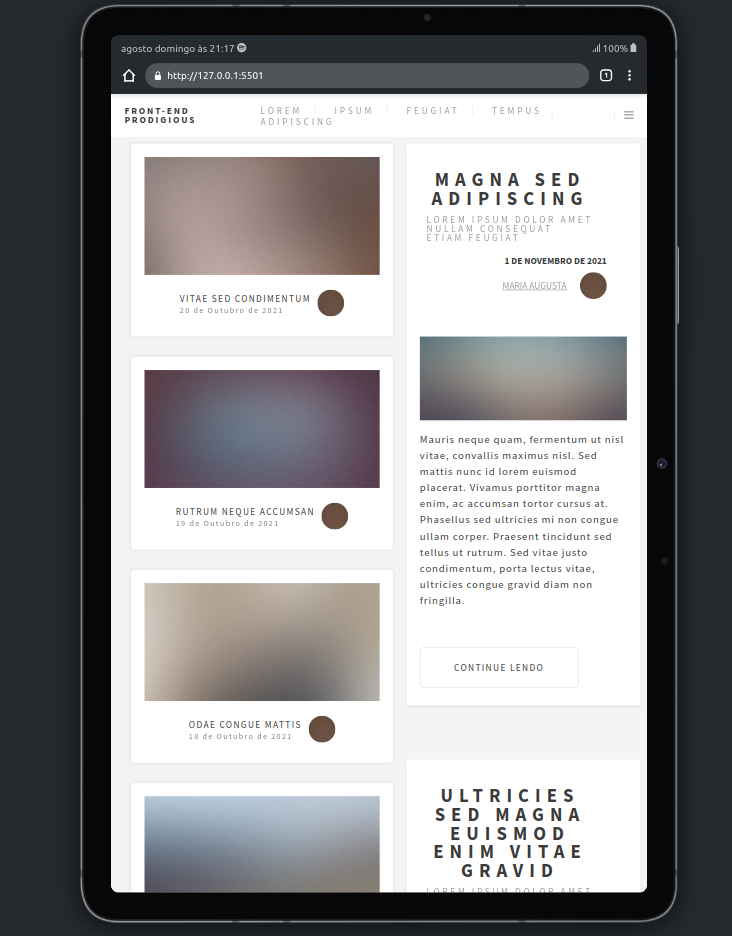 agosto domingo às 21:17
100%
http://127.0.0.1:5501
1
FRONT-END
PRODIGIOUS
LOREM IPSUM FEUGIAT TEMPUS
ADIPISCING
VITAE SED CONDIMENTUM
20 de Outubro de 2021
RUTRUM NEQUE ACCUMSAN
19 de Outubro de 2021
ODAE CONGUE MATTIS
18 de Outubro de 2021
MAGNA SED
ADIPISCING
LOREM IPSUM DOLOR AMET
NULLAM CONSEQUAT
ETIAM FEUGIAT
1 DE NOVEMBRO DE 2021
MARIA AUGUSTA
Mauris neque quam, fermentum ut nisl
vitae, convallis maximus nisl. Sed
mattis nunc id lorem euismod
placerat. Vivamus porttitor magna
enim, ac accumsan tortor cursus at.
Phasellus sed ultricies mi non congue
ullam corper. Praesent tincidunt sed
tellus ut rutrum. Sed vitae justo
condimentum, porta lectus vitae,
ultricies congue gravid diam non
fringilla.
CONTINUE LENDO
ULTRICIES
SED MAGNA
EUISMOD
ENIM VITAE
GRAVID
LOREM IPSUM DOLOR AMET